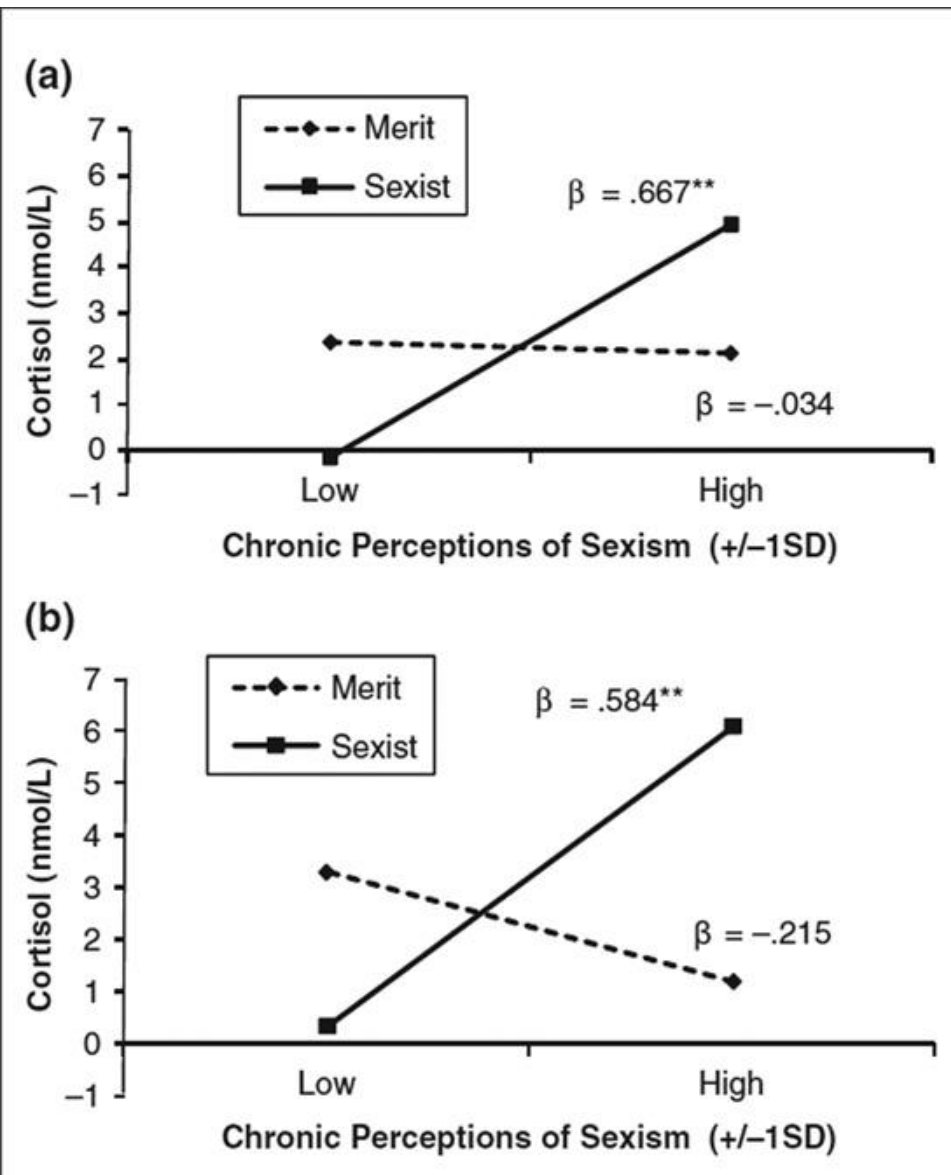 (a)
Merit
Sexist
7
6
5
4
3
2
1
0
–1
Cortisol (nmol/L)
β = .667**
β = –.034
Low High
Chronic Perceptions of Sexism (+/–1SD)
(b)
Merit
Sexist
7
6
5
4
3
2
1
0
–1
Cortisol (nmol/L)
β = .584**
β = –.215
Low High
Chronic Perceptions of Sexism (+/–1SD)